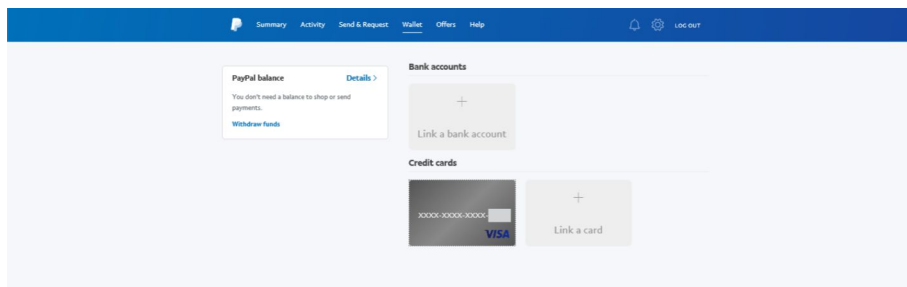 Summary Activity Send & Request Wallet Offers Help LOG OUT
PayPal balance Details >
You don't need a balance to shop or send
payments.
Withdraw funds
Bank accounts
+
Link a bank account
Credit cards
xxxx-xxxx-xxxx-
VISA
+
Link a card